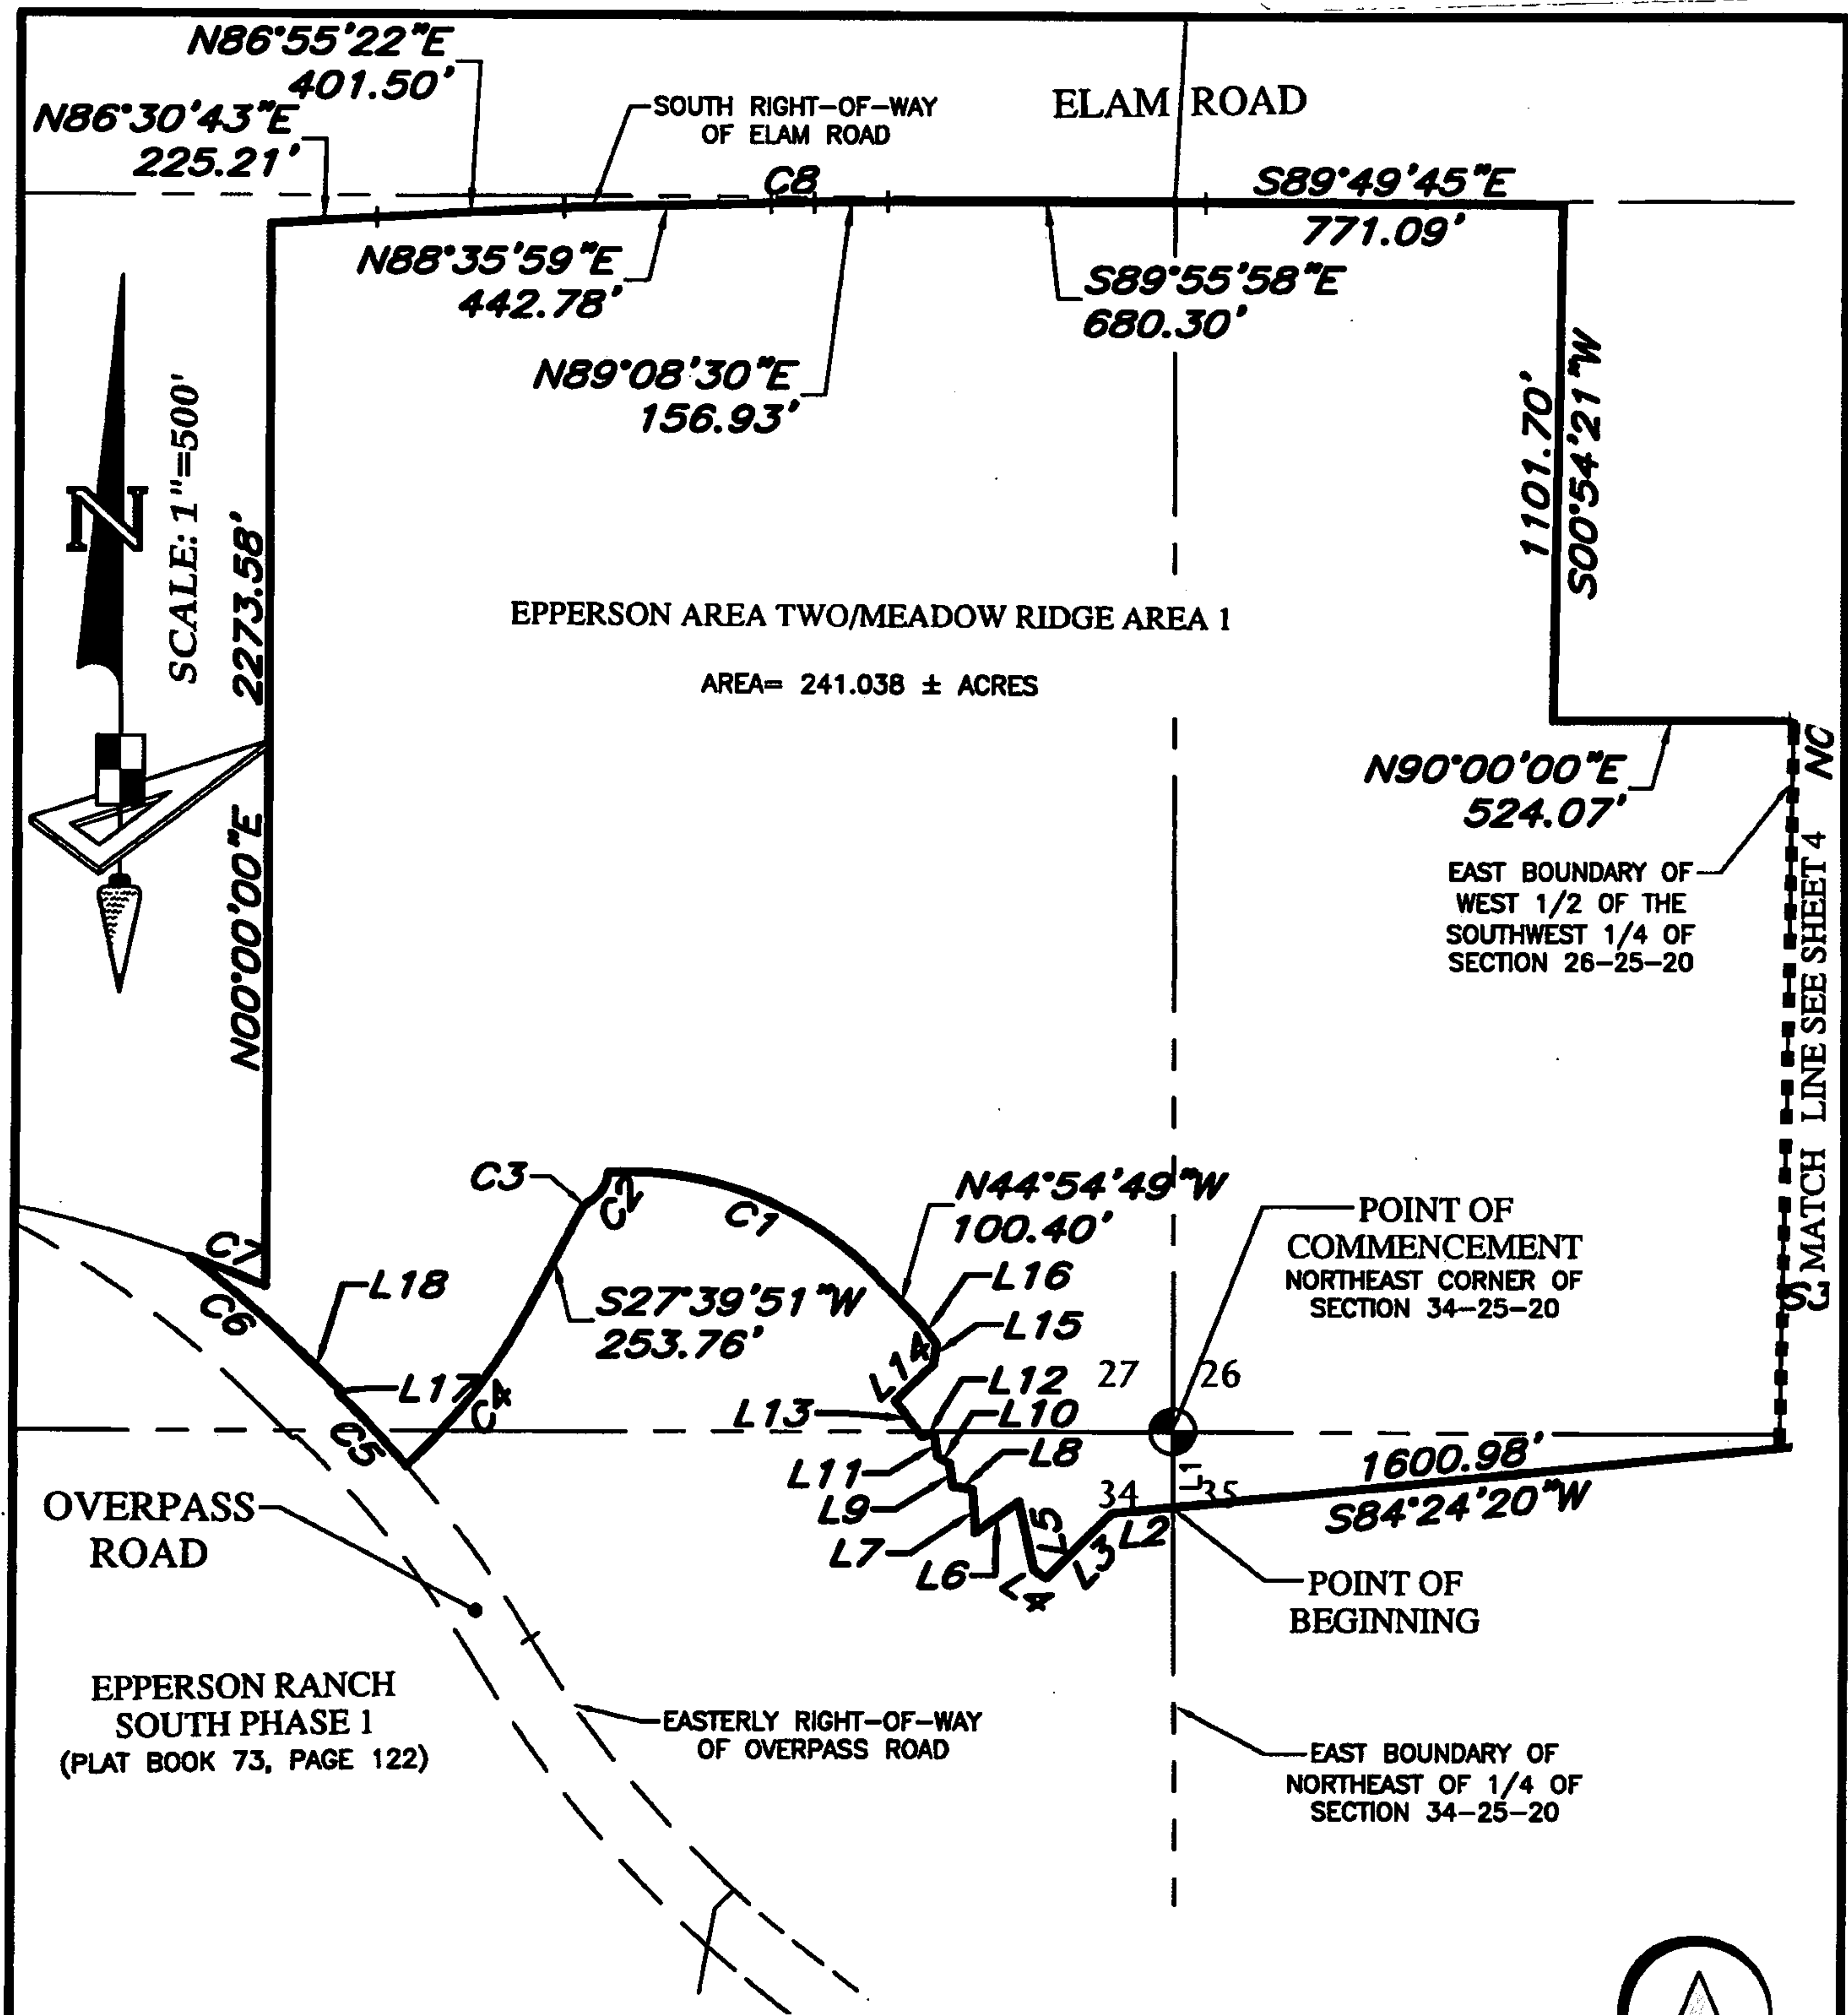 N86°55'22"E
401.50'
N86°30'43"E
225.21'
SOUTH RIGHT-OF-WAY
OF ELAM ROAD
ELAM ROAD
C8
S89°49'45"E
771.09'
N88°35'59"E
442.78'
S89°55'58"E
680.30'
N89°08'30"E
156.93'
N
SCALE: 1"=500'
2273.58'
N00°00'00"E
1101.70'
S00°54'21"W
EPPERSON AREA TWO/MEADOW RIDGE AREA 1
AREA= 241.038 ± ACRES
N90°00'00"E
524.07'
EAST BOUNDARY OF
WEST 1/2 OF THE
SOUTHWEST 1/4 OF
SECTION 26-25-20
MATCH LINE SEE SHEET 4
C3
C2
C1
N44°54'49"W
100.40'
L16
L15
POINT OF
COMMENCEMENT
NORTHEAST CORNER OF
SECTION 34-25-20
C7
C6
L18
S27°39'51"W
253.76'
L17
C4
C5
L14
L12
L13
L10
27
26
L11
L8
L9
34
35
L1
1600.98'
S84°24'20"W
L7
L6
L5
L4
L3
L2
OVERPASS
ROAD
POINT OF
BEGINNING
EPPERSON RANCH
SOUTH PHASE 1
(PLAT BOOK 73, PAGE 122)
EASTERLY RIGHT-OF-WAY
OF OVERPASS ROAD
EAST BOUNDARY OF
NORTHEAST OF 1/4 OF
SECTION 34-25-20